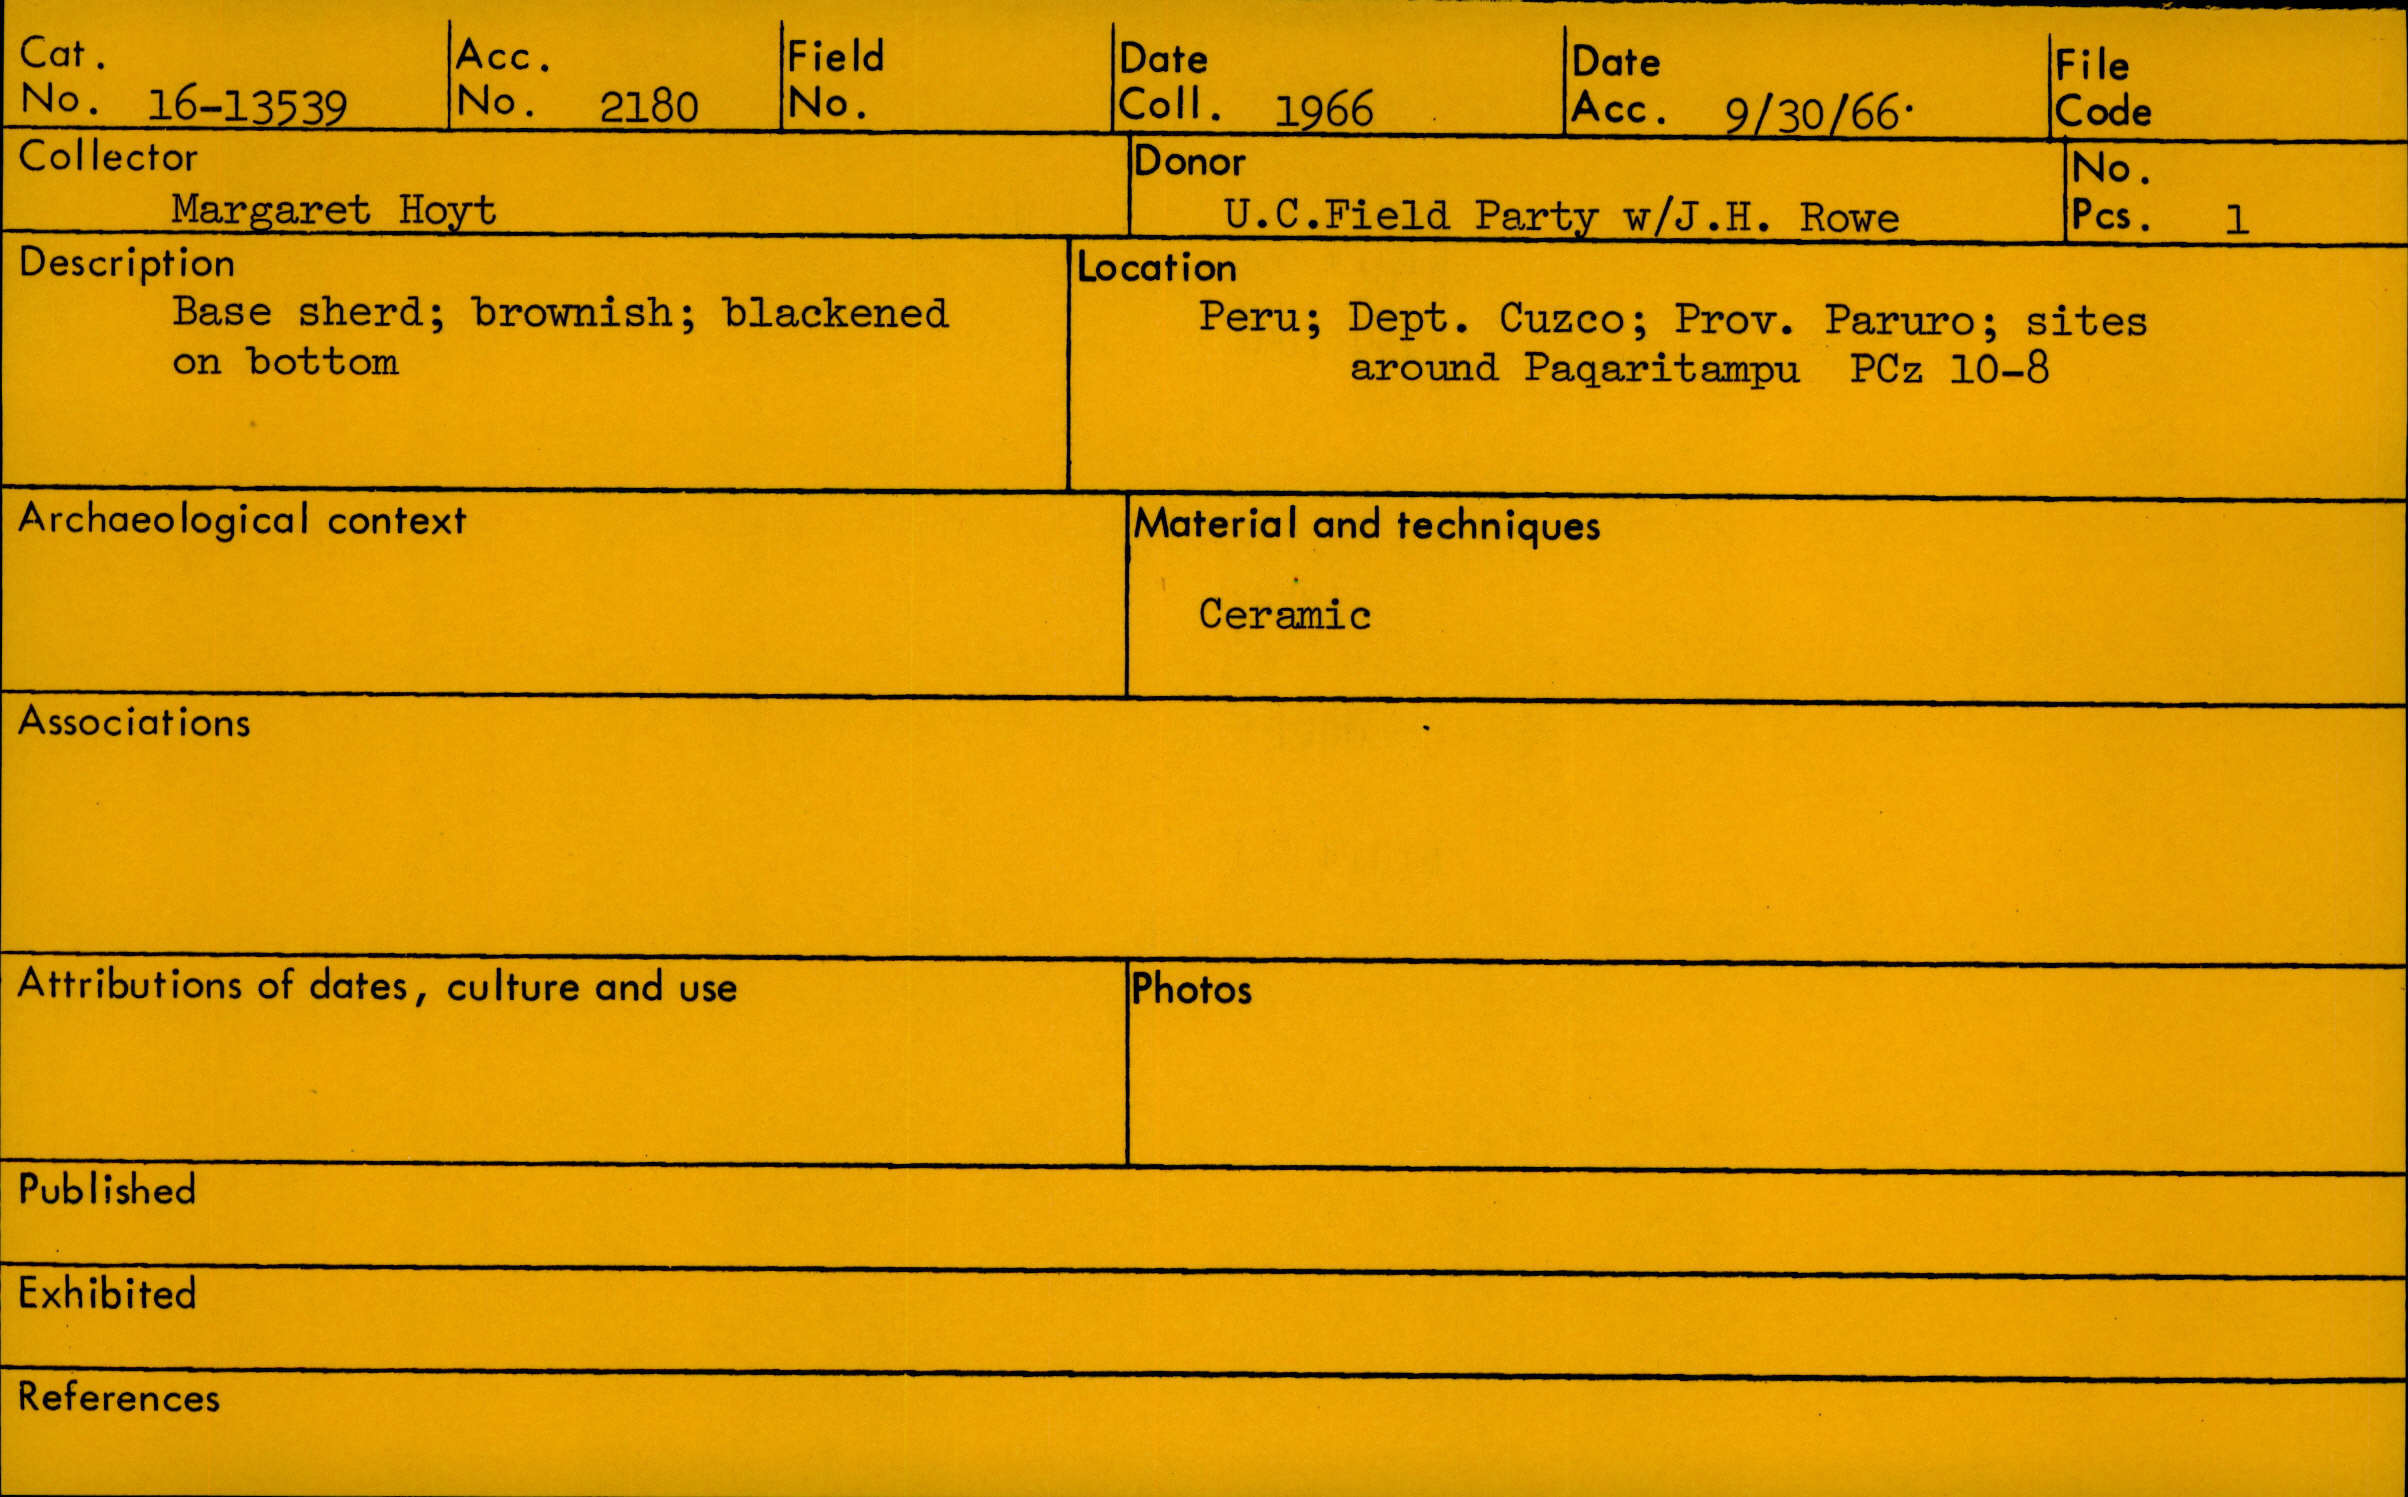 Cat. Acc. Field Date Date File
No. 16-13539 No. 2180 No. Coll. 1966 Acc. 9/30/66. Code
Collector Donor No.
Margaret Hoyt U.C.Field Party w/J.H. Rowe Pcs. 1
Description Location
Base sherd; brownish; blackened Peru; Dept. Cuzco; Prov. Paruro; sites
on bottom around Paqaritampu PCz 10-8
Archaeological context Material and techniques
Ceramic
Associations
Attributions of dates, culture and use Photos
Published
Exhibited
References